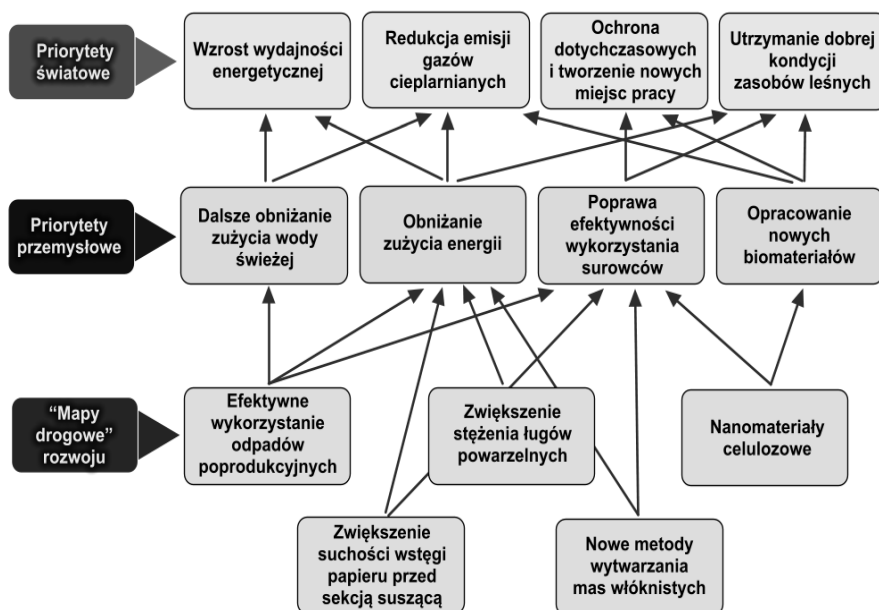 Priorytety
światowe
Wzrost wydajności
energetycznej
Redukcja emisji
gazów
cieplarnianych
Ochrona
dotychczasowych
i tworzenie nowych
miejsc pracy
Utrzymanie dobrej
kondycji
zasobów leśnych
Priorytety
przemysłowe
Dalsze obniżanie
zużycia wody
świeżej
Obniżanie
zużycia energii
Poprawa
efektywności
wykorzystania
surowców
Opracowanie
nowych
biomateriałów
“Mapy
drogowe”
rozwoju
Efektywne
wykorzystanie
odpadów
poprodukcyjnych
Zwiększenie
stężenia ługów
powarzelnych
Nanomateriały
celulozowe
Zwiększenie
suchości wstęgi
papieru przed
sekcją suszącą
Nowe metody
wytwarzania
mas włóknistych